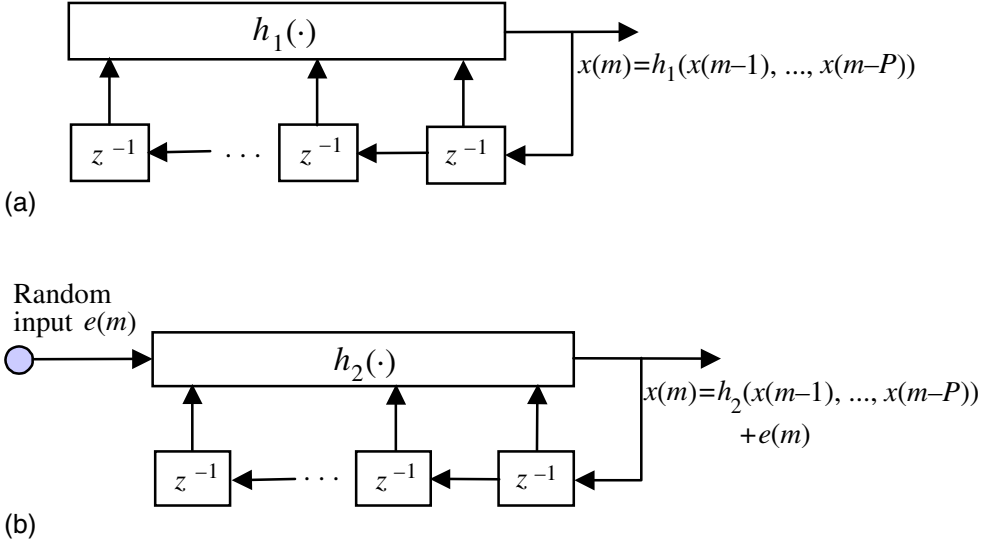 h₁(·)
x(m)=h₁(x(m–1), ..., x(m–P))
z ⁻¹ . . . z ⁻¹ z ⁻¹
(a)
Random
input e(m)
h₂(·)
x(m)=h₂(x(m–1), ..., x(m–P))
+e(m)
z ⁻¹ . . . z ⁻¹ z ⁻¹
(b)